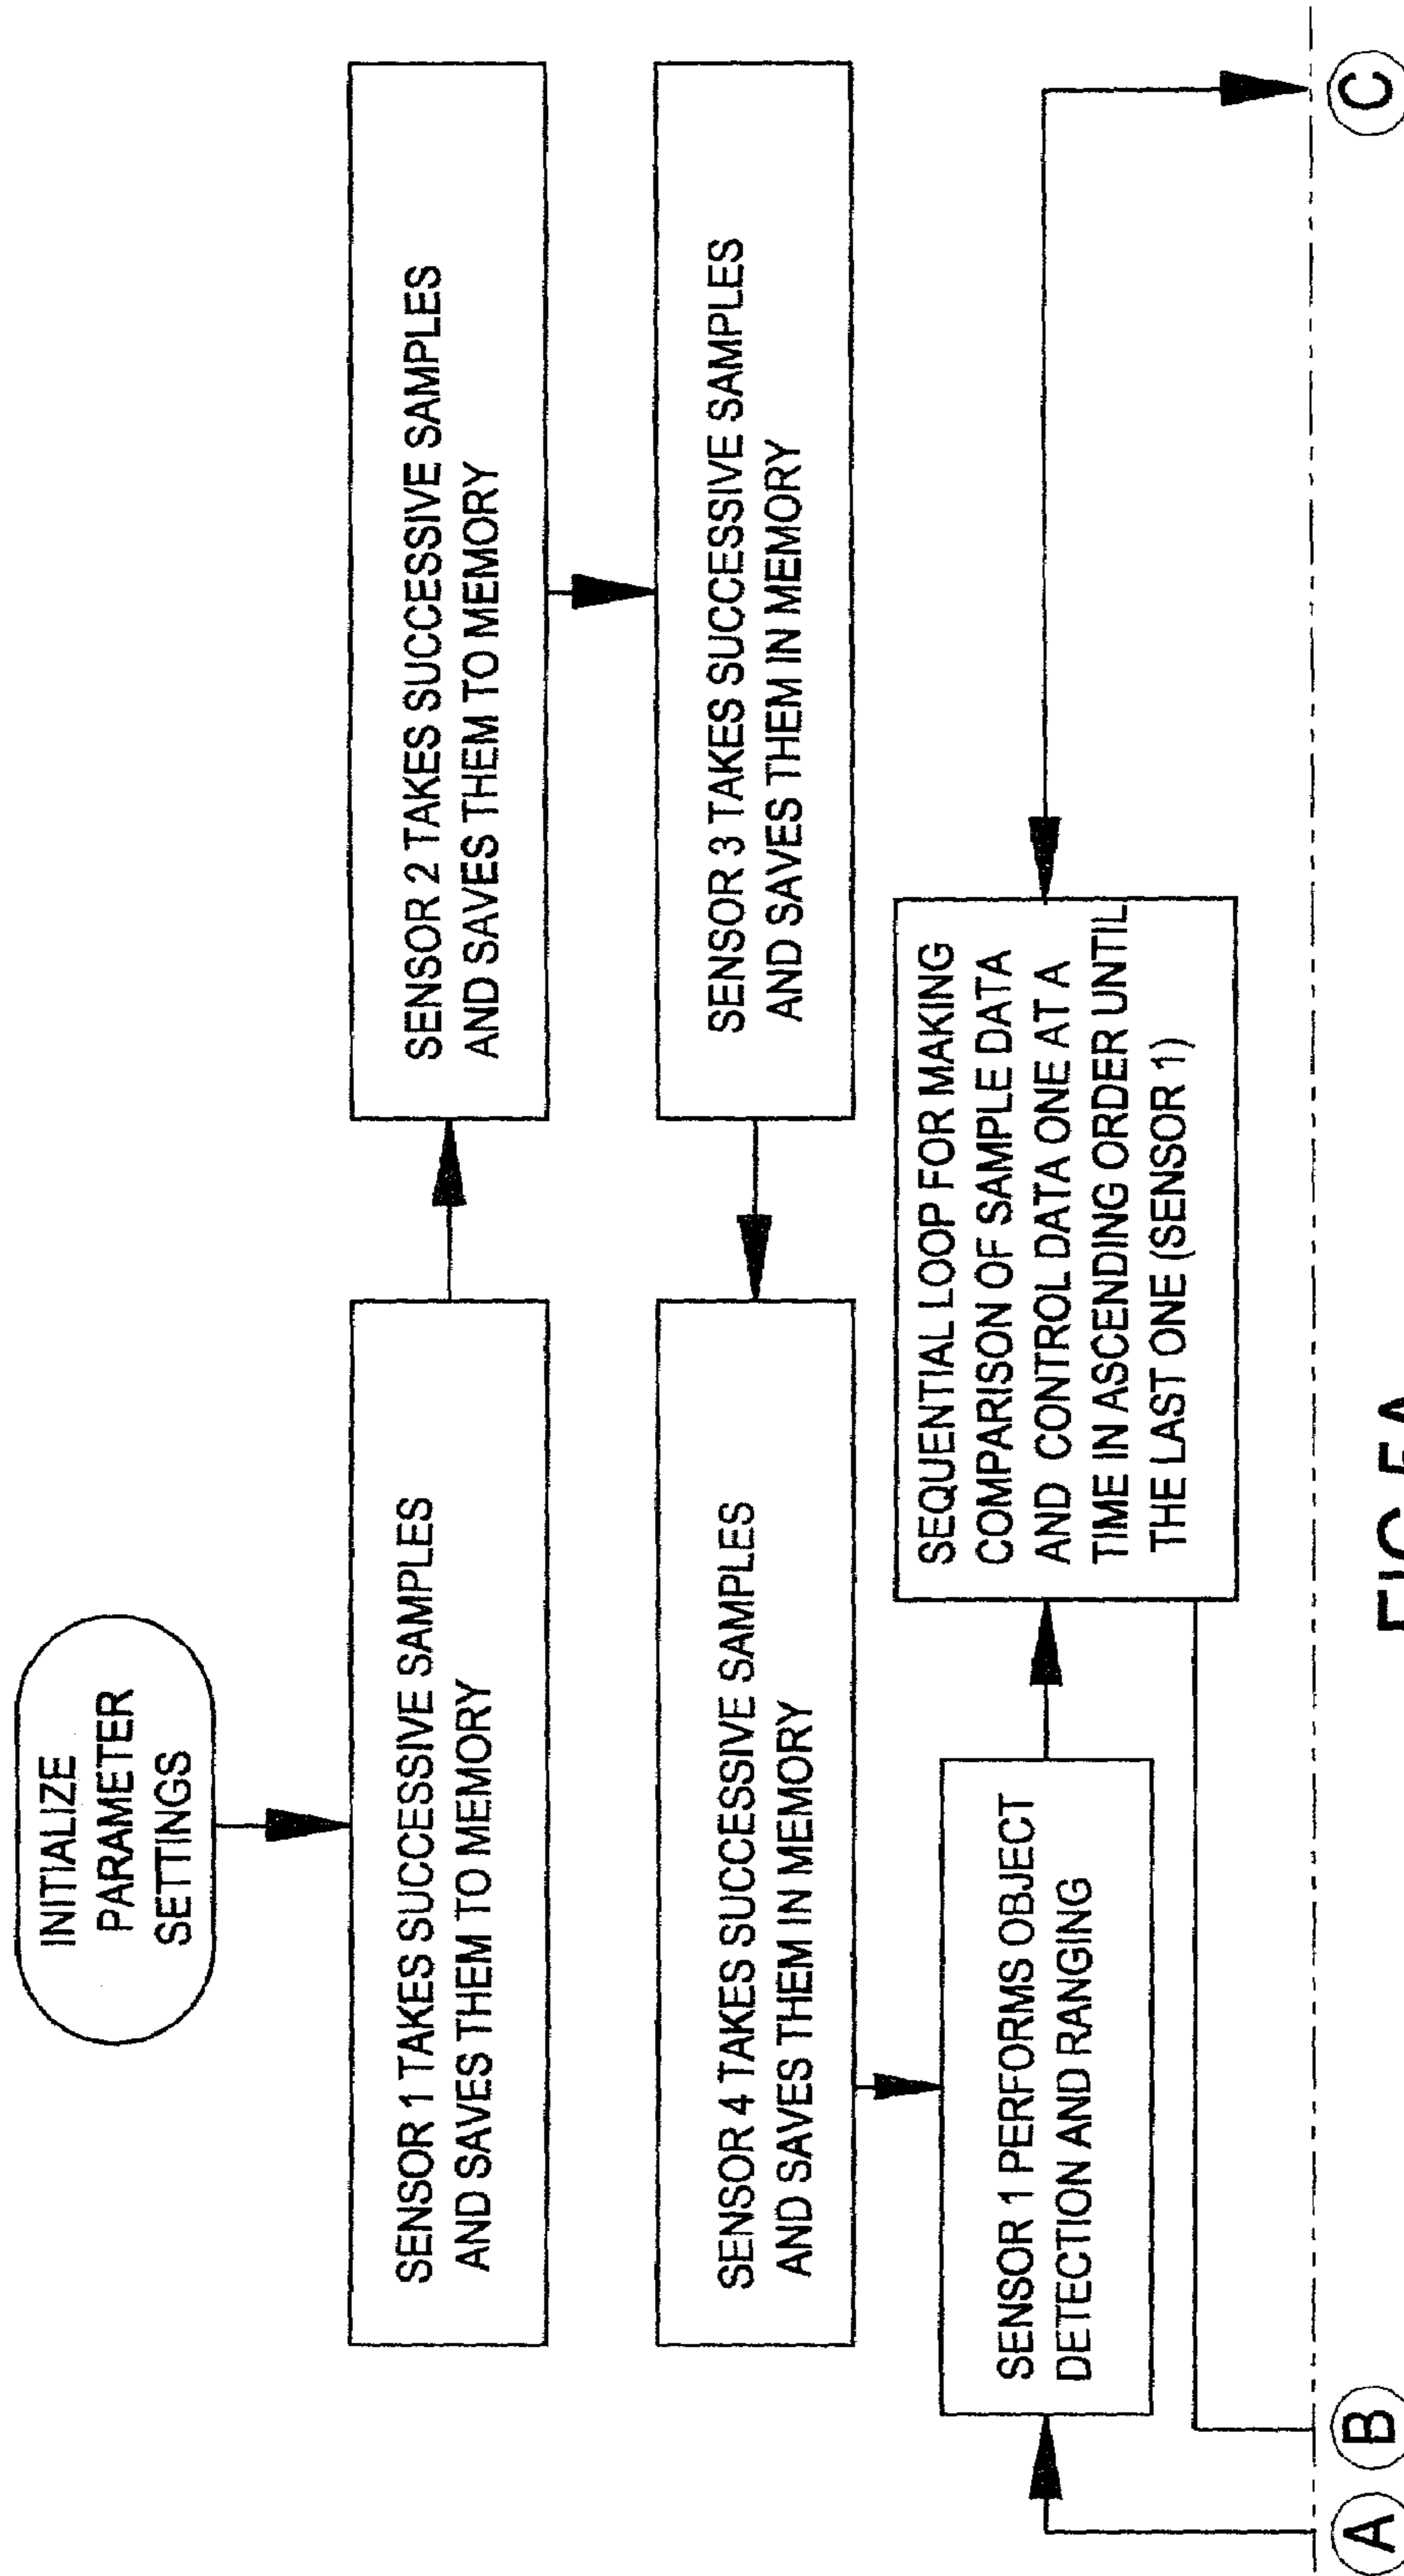 INITIALIZE
PARAMETER
SETTINGS
SENSOR 1 TAKES SUCCESSIVE SAMPLES
AND SAVES THEM TO MEMORY
SENSOR 2 TAKES SUCCESSIVE SAMPLES
AND SAVES THEM TO MEMORY
SENSOR 3 TAKES SUCCESSIVE SAMPLES
AND SAVES THEM IN MEMORY
SENSOR 4 TAKES SUCCESSIVE SAMPLES
AND SAVES THEM IN MEMORY
SENSOR 1 PERFORMS OBJECT
DETECTION AND RANGING
SEQUENTIAL LOOP FOR MAKING
COMPARISON OF SAMPLE DATA
AND CONTROL DATA ONE AT A
TIME IN ASCENDING ORDER UNTIL
THE LAST ONE (SENSOR 1)
A
B
C
FIG.5A